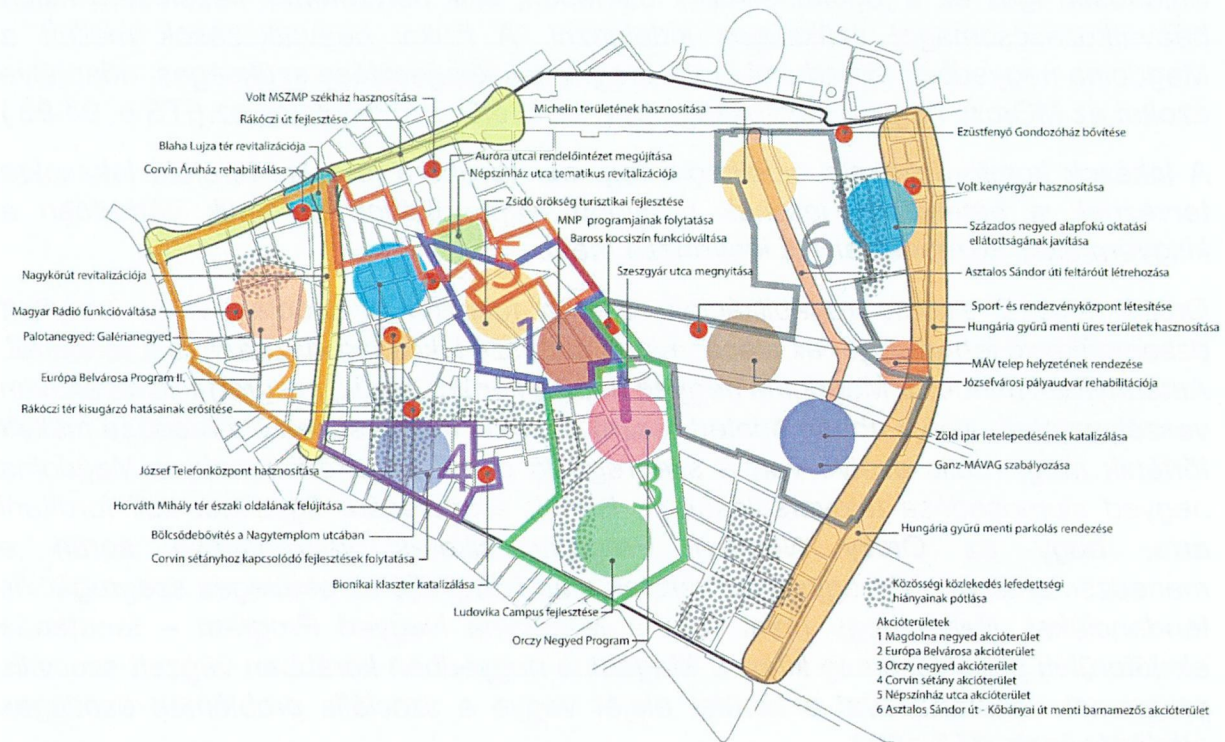 Volt MSZMP székház hasznosítása
Rákóczi út fejlesztése
Blaha Lujza tér revitalizációja
Corvin Áruház rehabilitálása
Michelin területének hasznosítása
Auróra utcai rendelőintézet megújítása
Népszínház utca tematikus revitalizációja
Zsidó örökség turisztikai fejlesztése
MNP programjainak folytatása
Baross kocsiszín funkcióváltása
Szeszgyár utca megnyitása
Ezüstfenyő Gondozóház bővítése
Volt kenyérgyár hasznosítása
Százados negyed alapfokú oktatási
ellátottságának javítása
Asztalos Sándor úti feltáróút létrehozása
Sport- és rendezvényközpont létesítése
Hungária gyűrű menti üres területek hasznosítása
MÁV telep helyzetének rendezése
Józsefvárosi pályaudvar rehabilitációja
Zöld ipar letelepedésének katalizálása
Ganz-MÁVAG szabályozása
Hungária gyűrű menti parkolás rendezése
Nagykörút revitalizációja
Magyar Rádió funkcióváltása
Palotanegyed: Galérianegyed
Európa Belvárosa Program II.
Rákóczi tér kisugárzó hatásainak erősítése
József Telefonközpont hasznosítása
Horváth Mihály tér északi oldalának felújítása
Bölcsődebővítés a Nagytemplom utcában
Corvin sétányhoz kapcsolódó fejlesztések folytatása
Bionikai klaszter katalizálása
Ludovika Campus fejlesztése
Orczy Negyed Program
1
2
3
4
5
6
Közösségi közlekedés lefedettségi
hiányainak pótlása
Akcióterületek
1 Magdolna negyed akcióterület
2 Európa Belvárosa akcióterület
3 Orczy negyed akcióterület
4 Corvin sétány akcióterület
5 Népszínház utca akcióterület
6 Asztalos Sándor út - Kőbányai út menti barnamezős akcióterület